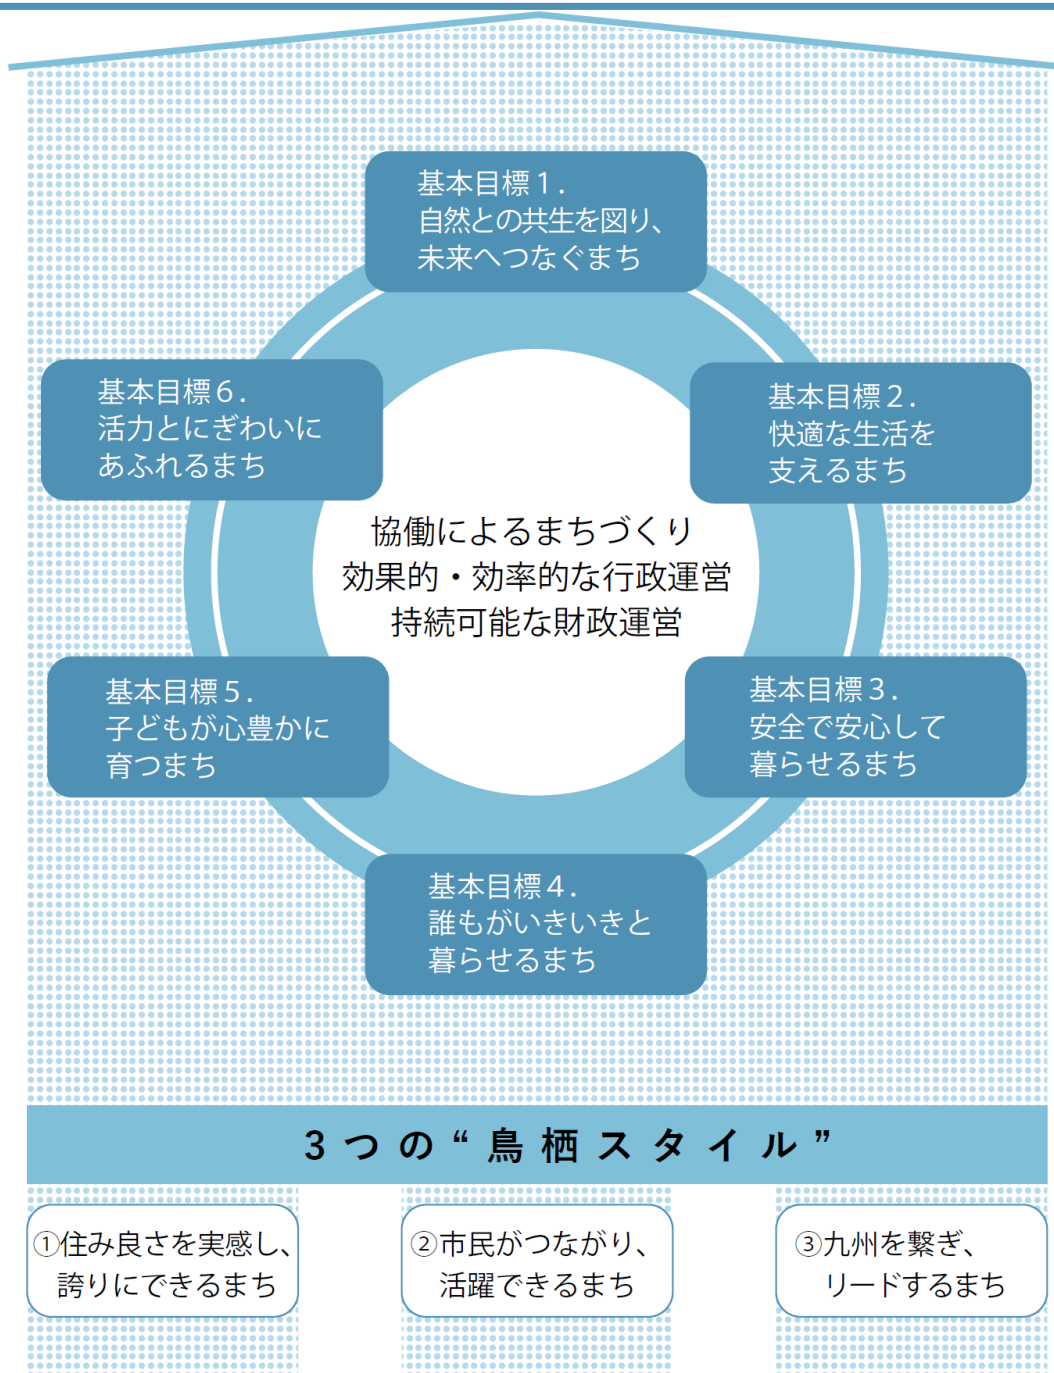 基本目標１．
自然との共生を図り、
未来へつなぐまち
基本目標６．
活力とにぎわいに
あふれるまち
基本目標２．
快適な生活を
支えるまち
協働によるまちづくり
効果的・効率的な行政運営
持続可能な財政運営
基本目標５．
子どもが心豊かに
育つまち
基本目標３．
安全で安心して
暮らせるまち
基本目標４．
誰もがいきいきと
暮らせるまち
3つの“鳥栖スタイル”
①住み良さを実感し、
誇りにできるまち
②市民がつながり、
活躍できるまち
③九州を繋ぎ、
リードするまち